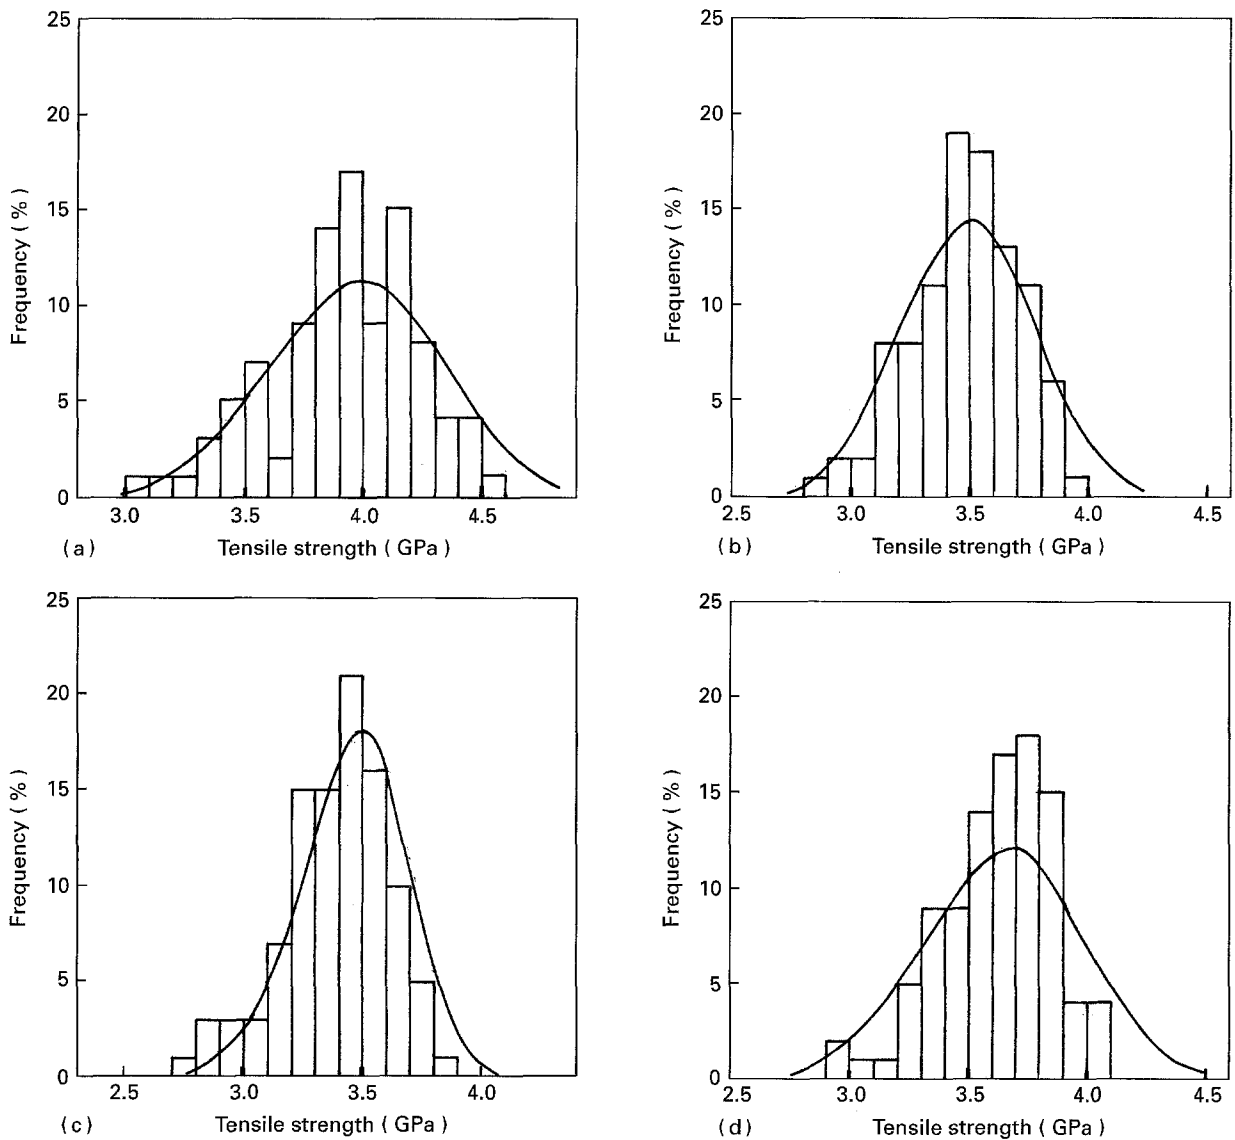 25
20
15
10
5
0
Frequency ( % )
3.0 3.5 4.0 4.5
(a) Tensile strength ( GPa )
25
20
15
10
5
0
Frequency ( % )
2.5 3.0 3.5 4.0 4.5
(b) Tensile strength ( GPa )
25
20
15
10
5
0
Frequency ( % )
2.5 3.0 3.5 4.0
(c) Tensile strength ( GPa )
25
20
15
10
5
0
Frequency ( % )
2.5 3.0 3.5 4.0 4.5
(d) Tensile strength ( GPa )